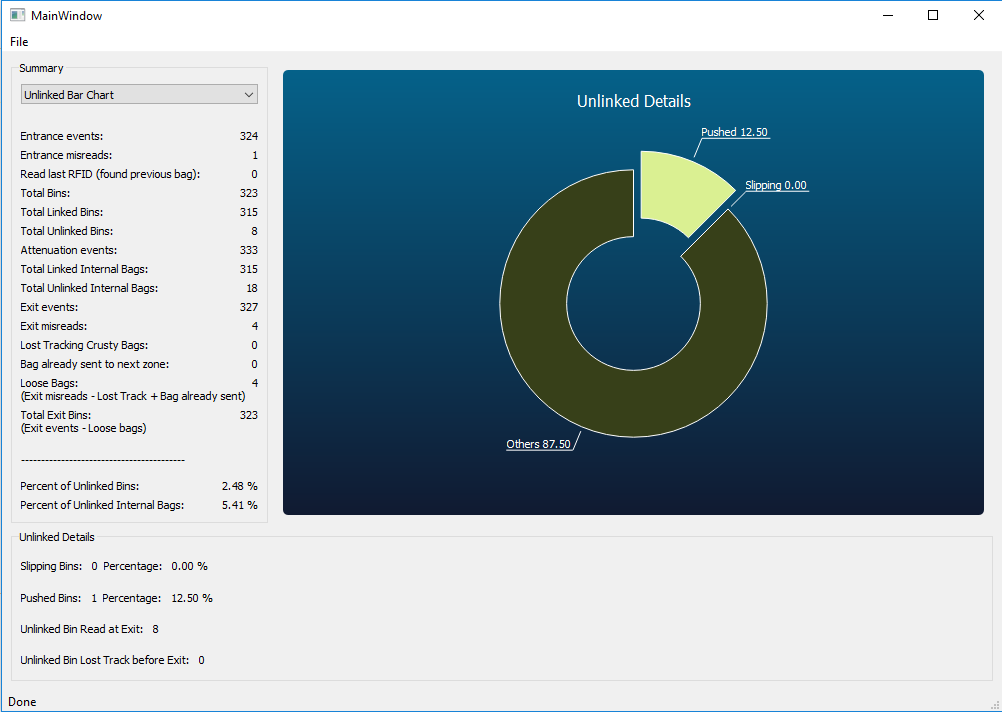 MainWindow
File
Summary
Unlinked Bar Chart
Entrance events: 324
Entrance misreads: 1
Read last RFID (found previous bag): 0
Total Bins: 323
Total Linked Bins: 315
Total Unlinked Bins: 8
Attenuation events: 333
Total Linked Internal Bags: 315
Total Unlinked Internal Bags: 18
Exit events: 327
Exit misreads: 4
Lost Tracking Crusty Bags: 0
Bag already sent to next zone: 0
Loose Bags: 4
(Exit misreads - Lost Track + Bag already sent)
Total Exit Bins: 323
(Exit events - Loose bags)
-----------------------------------------
Percent of Unlinked Bins: 2.48 %
Percent of Unlinked Internal Bags: 5.41 %
Unlinked Details
Pushed 12.50
Slipping 0.00
Others 87.50
Unlinked Details
Slipping Bins: 0 Percentage: 0.00 %
Pushed Bins: 1 Percentage: 12.50 %
Unlinked Bin Read at Exit: 8
Unlinked Bin Lost Track before Exit: 0
Done